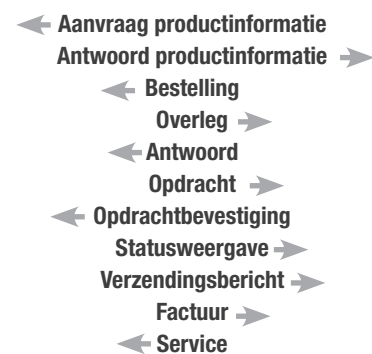 Aanvraag productinformatie
Antwoord productinformatie
Bestelling
Overleg
Antwoord
Opdracht
Opdrachtbevestiging
Statusweergave
Verzendingsbericht
Factuur
Service